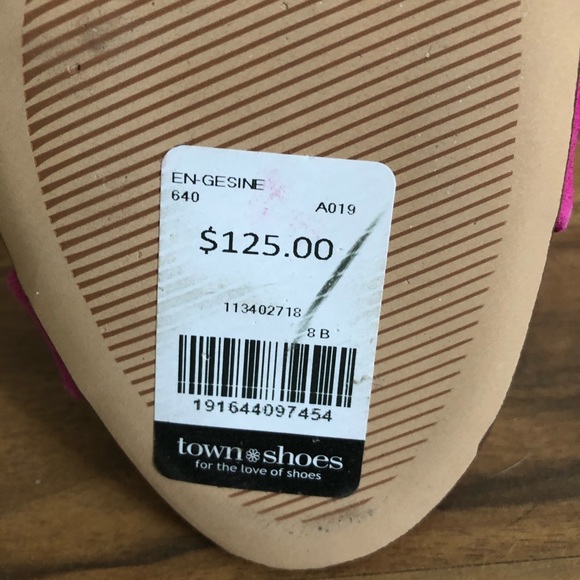 EN-GESINE
640 A019
$125.00
113402718
8 B
191644097454
town shoes
for the love of shoes